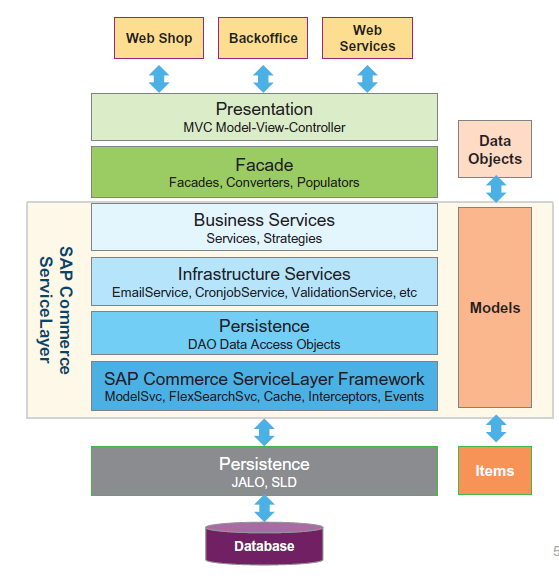 Web Shop
Backoffice
Web
Services
Presentation
MVC Model-View-Controller
Facade
Facades, Converters, Populators
Data
Objects
SAP Commerce
ServiceLayer
Business Services
Services, Strategies
Infrastructure Services
EmailService, CronjobService, ValidationService, etc
Persistence
DAO Data Access Objects
SAP Commerce ServiceLayer Framework
ModelSvc, FlexSearchSvc, Cache, Interceptors, Events
Models
Persistence
JALO, SLD
Items
Database
5